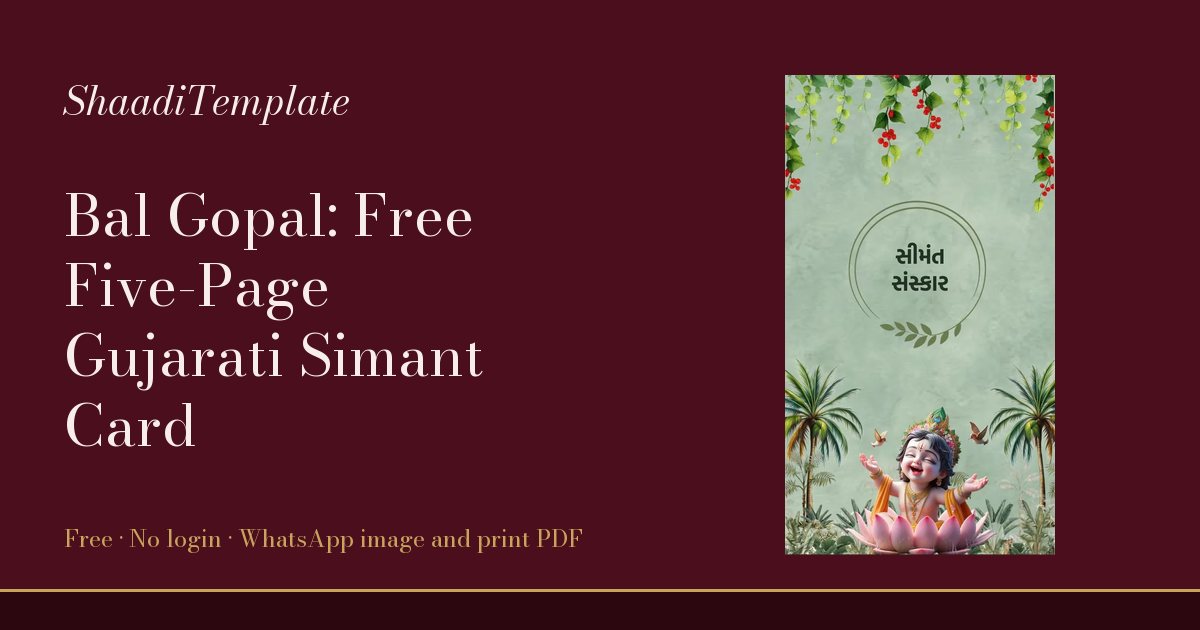 ShaadiTemplate
Bal Gopal: Free
Five-Page
Gujarati Simant
Card
Free · No login · WhatsApp image and print PDF
સીમંત
સંસ્કાર